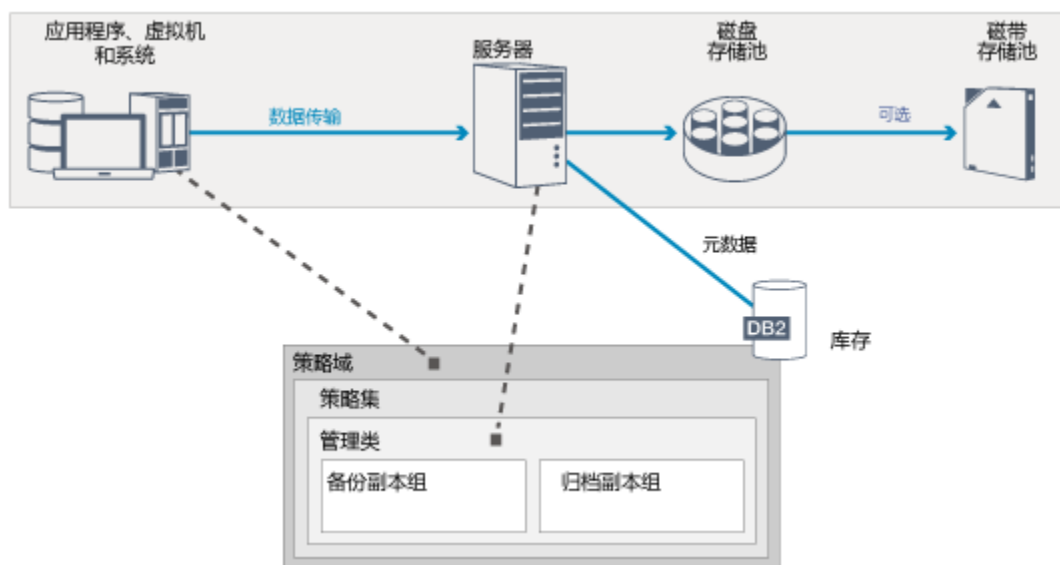 应用程序、虚拟机
和系统
服务器
磁盘
存储池
磁带
存储池
数据传输
可选
元数据
DB2
库存
策略域
策略集
管理类
备份副本组
归档副本组